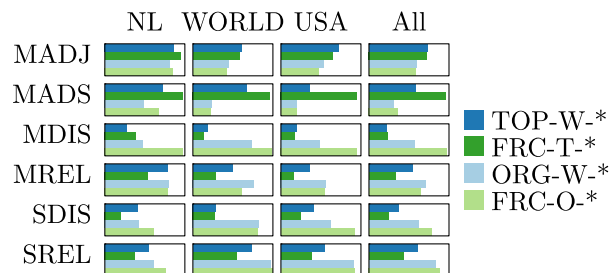 NL WORLD USA All
MADJ
MADS
MDIS
MREL
SDIS
SREL
TOP-W-*
FRC-T-*
ORG-W-*
FRC-O-*